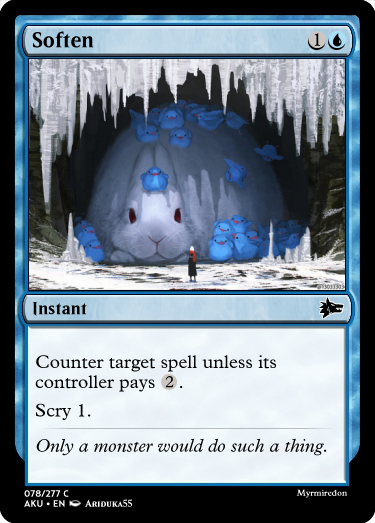 Soften 1
Instant
Counter target spell unless its
controller pays 2.
Scry 1.
Only a monster would do such a thing.
078/277 C
AKU • EN Ariduka55
Myrmiredon